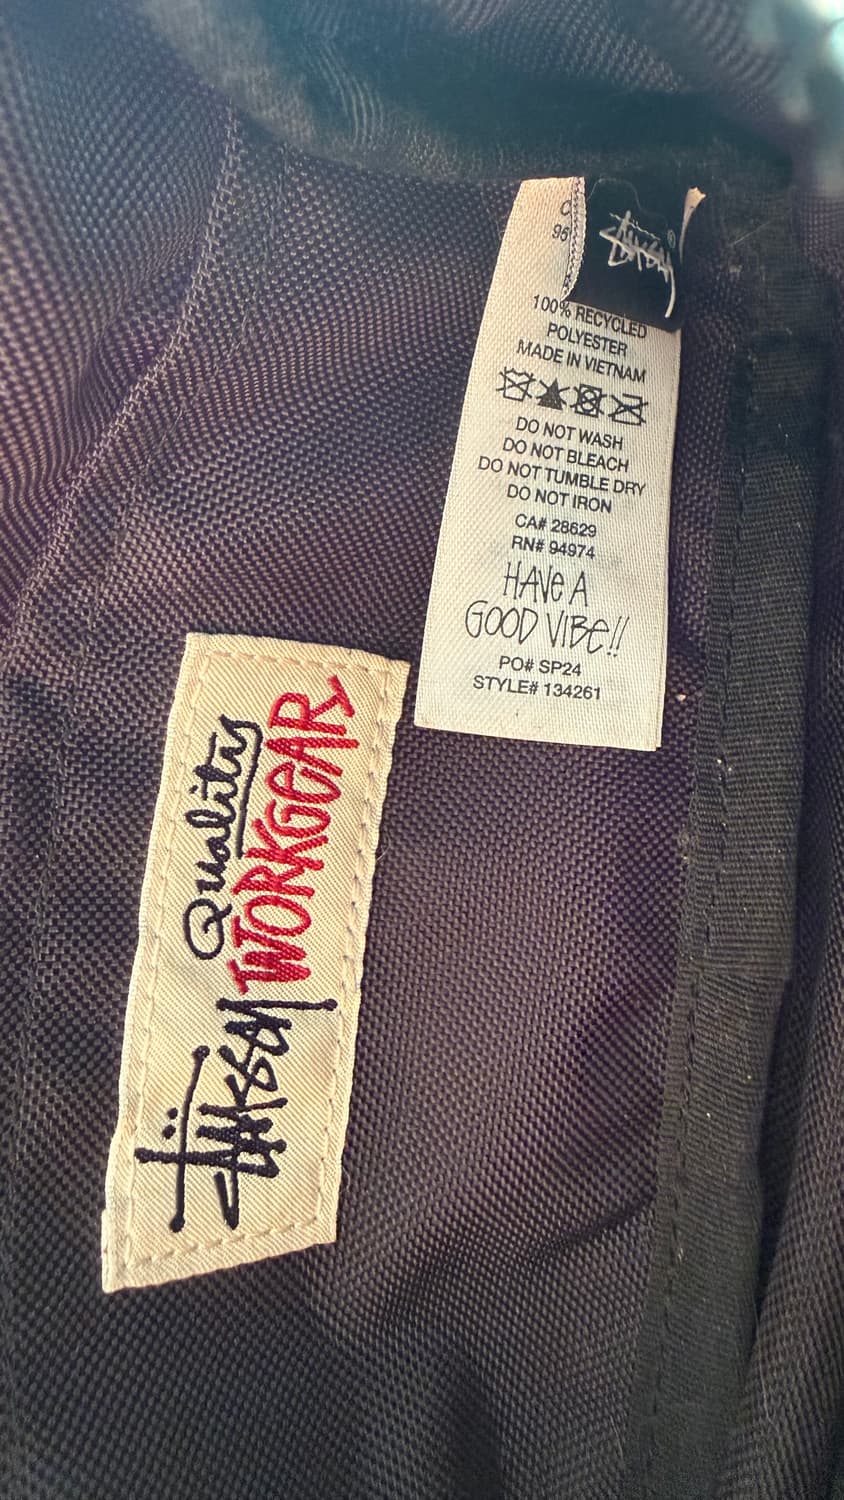 Stüssy
100% RECYCLED
POLYESTER
MADE IN VIETNAM
DO NOT WASH
DO NOT BLEACH
DO NOT TUMBLE DRY
DO NOT IRON
CA# 28629
RN# 94974
HAVE A
GOOD VIBE!!
PO# SP24
STYLE# 134261
Quality
Stüssy WORKGEAR